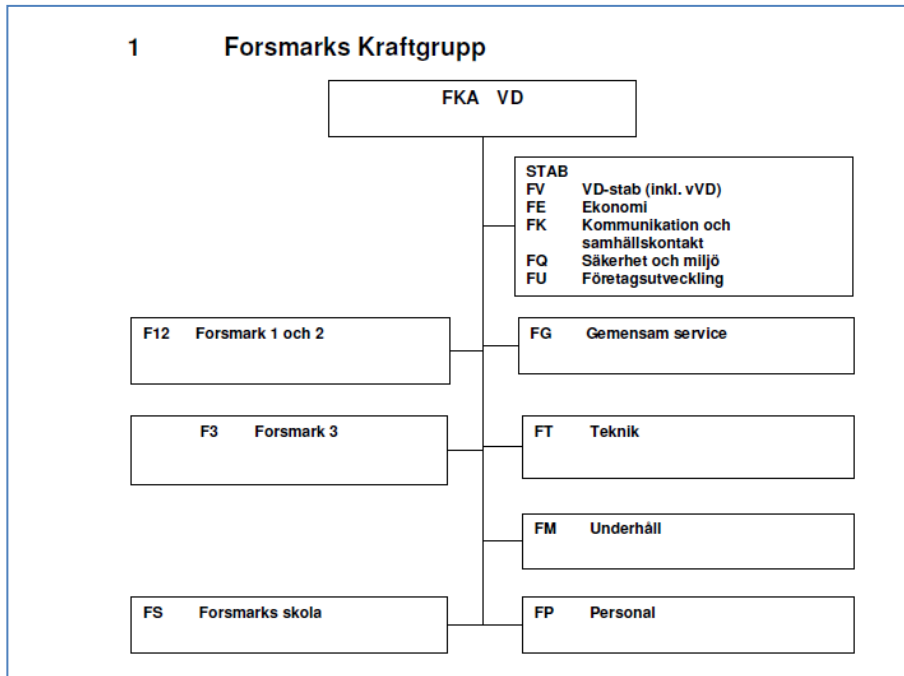 1 Forsmarks Kraftgrupp
FKA VD
STAB
FV VD-stab (inkl. vVD)
FE Ekonomi
FK Kommunikation och
samhällskontakt
FQ Säkerhet och miljö
FU Företagsutveckling
F12 Forsmark 1 och 2
FG Gemensam service
F3 Forsmark 3
FT Teknik
FM Underhåll
FS Forsmarks skola
FP Personal